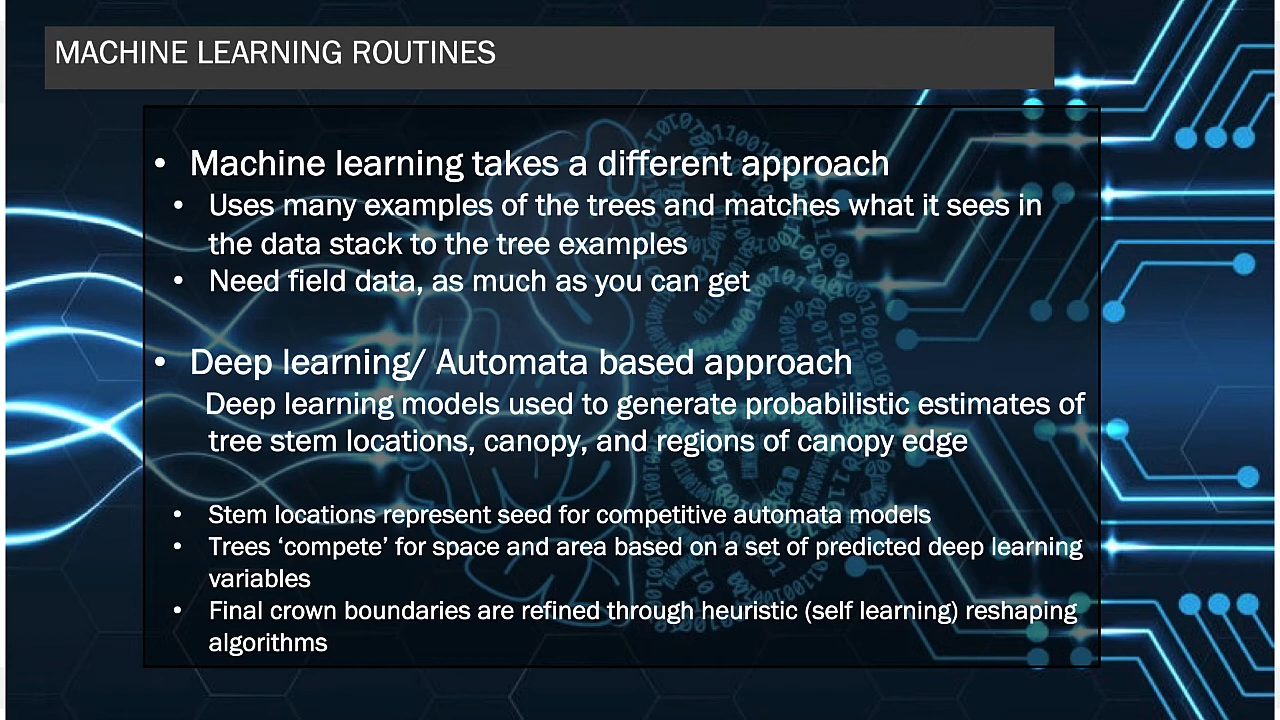 MACHINE LEARNING ROUTINES
• Machine learning takes a different approach
• Uses many examples of the trees and matches what it sees in
the data stack to the tree examples
• Need field data, as much as you can get
• Deep learning/ Automata based approach
Deep learning models used to generate probabilistic estimates of
tree stem locations, canopy, and regions of canopy edge
• Stem locations represent seed for competitive automata models
• Trees ‘compete’ for space and area based on a set of predicted deep learning
variables
• Final crown boundaries are refined through heuristic (self learning) reshaping
algorithms